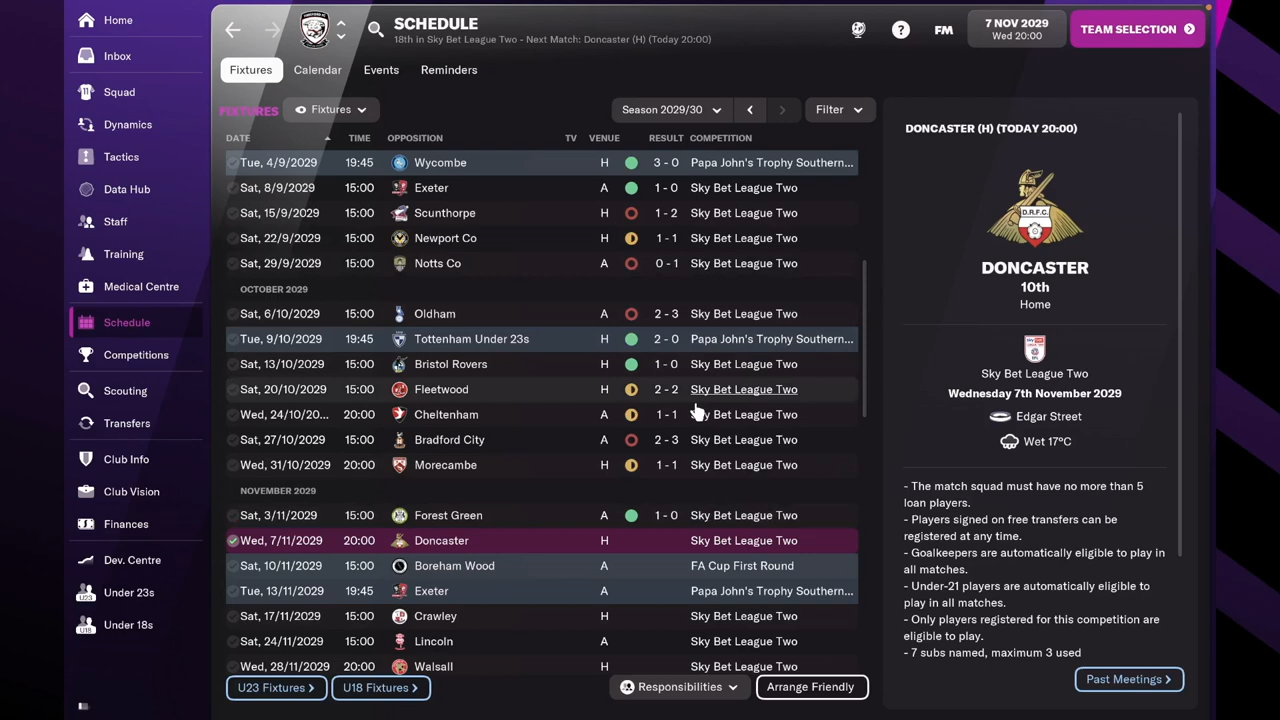 Home
Inbox
Squad
Dynamics
Tactics
Data Hub
Staff
Training
Medical Centre
Schedule
Competitions
Scouting
Transfers
Club Info
Club Vision
Finances
Dev. Centre
Under 23s
Under 18s
SCHEDULE
18th in Sky Bet League Two - Next Match: Doncaster (H) (Today 20:00)
? FM
7 NOV 2029
Wed 20:00
TEAM SELECTION
Fixtures Calendar Events Reminders
FIXTURES Fixtures Season 2029/30 Filter
DATE TIME OPPOSITION TV VENUE RESULT COMPETITION
Tue, 4/9/2029 19:45 Wycombe H 3 - 0 Papa John's Trophy Southern...
Sat, 8/9/2029 15:00 Exeter A 1 - 0 Sky Bet League Two
Sat, 15/9/2029 15:00 Scunthorpe H 1 - 2 Sky Bet League Two
Sat, 22/9/2029 15:00 Newport Co H 1 - 1 Sky Bet League Two
Sat, 29/9/2029 15:00 Notts Co A 0 - 1 Sky Bet League Two
OCTOBER 2029
Sat, 6/10/2029 15:00 Oldham A 2 - 3 Sky Bet League Two
Tue, 9/10/2029 19:45 Tottenham Under 23s H 2 - 0 Papa John's Trophy Southern...
Sat, 13/10/2029 15:00 Bristol Rovers A 1 - 0 Sky Bet League Two
Sat, 20/10/2029 15:00 Fleetwood H 2 - 2 Sky Bet League Two
Wed, 24/10/20... 20:00 Cheltenham A 1 - 1 Sky Bet League Two
Sat, 27/10/2029 15:00 Bradford City A 2 - 3 Sky Bet League Two
Wed, 31/10/2029 20:00 Morecambe H 1 - 1 Sky Bet League Two
NOVEMBER 2029
Sat, 3/11/2029 15:00 Forest Green A 1 - 0 Sky Bet League Two
Wed, 7/11/2029 20:00 Doncaster H Sky Bet League Two
Sat, 10/11/2029 15:00 Boreham Wood A FA Cup First Round
Tue, 13/11/2029 19:45 Exeter A Papa John's Trophy Southern...
Sat, 17/11/2029 15:00 Crawley H Sky Bet League Two
Sat, 24/11/2029 15:00 Lincoln A Sky Bet League Two
Wed, 28/11/2029 20:00 Walsall H Sky Bet League Two
U23 Fixtures > U18 Fixtures > Responsibilities Arrange Friendly
DONCASTER (H) (TODAY 20:00)
D.R.F.C.
DONCASTER
10th
Home
Sky Bet League Two
Wednesday 7th November 2029
Edgar Street
Wet 17°C
- The match squad must have no more than 5
loan players.
- Players signed on free transfers can be
registered at any time.
- Goalkeepers are automatically eligible to play in
all matches.
- Under-21 players are automatically eligible to
play in all matches.
- Only players registered for this competition are
eligible to play.
- 7 subs named, maximum 3 used
Past Meetings >